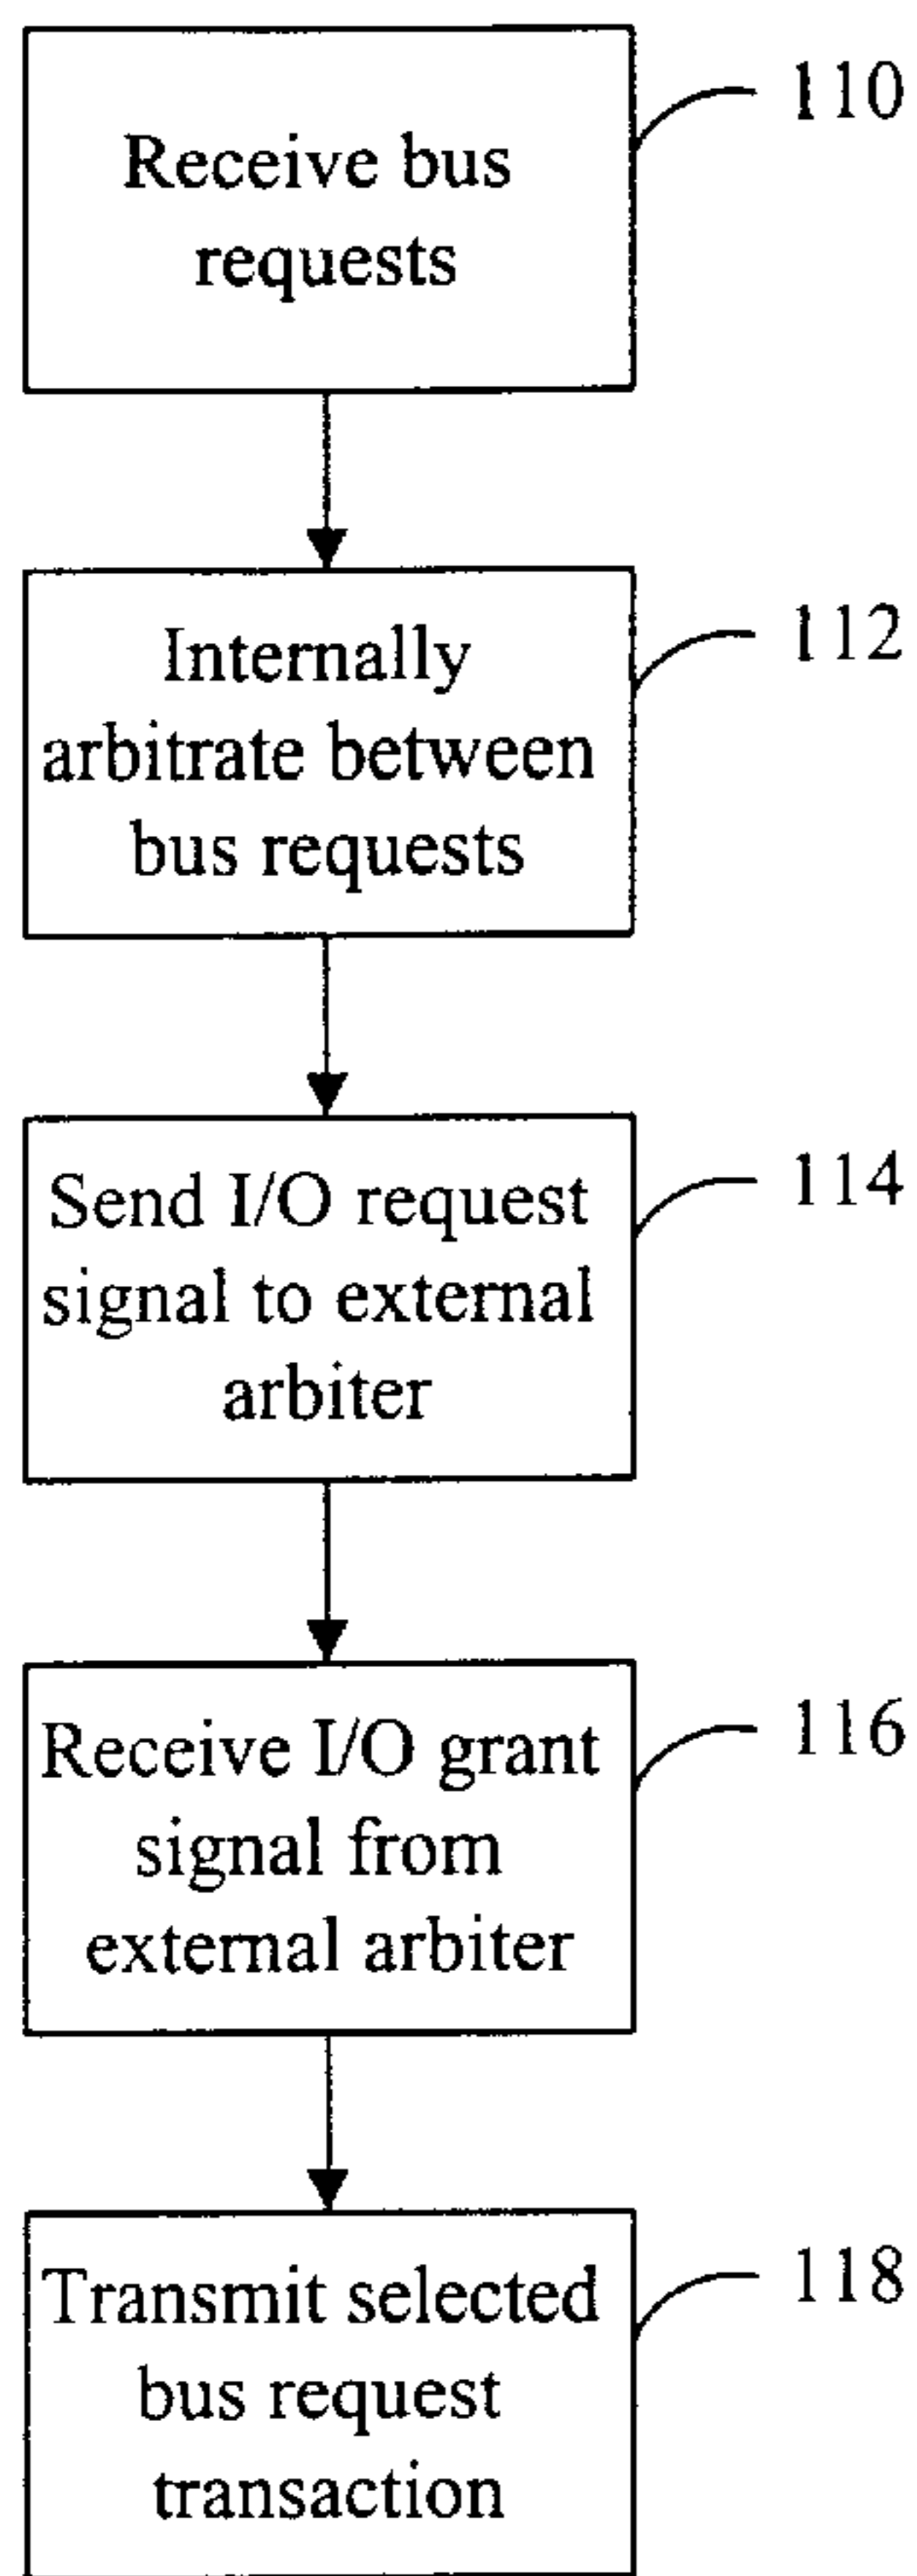 110
Receive bus
requests
112
Internally
arbitrate between
bus requests
114
Send I/O request
signal to external
arbiter
116
Receive I/O grant
signal from
external arbiter
118
Transmit selected
bus request
transaction